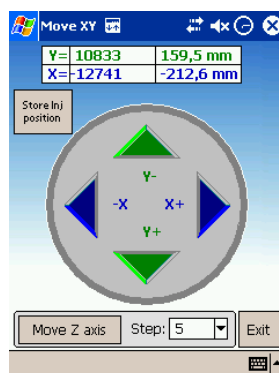 Move XY
Y= 10833 159,5 mm
X=-12741 -212,6 mm
Store Inj
position
Y-
-X X+
Y+
Move Z axis Step: 5 Exit